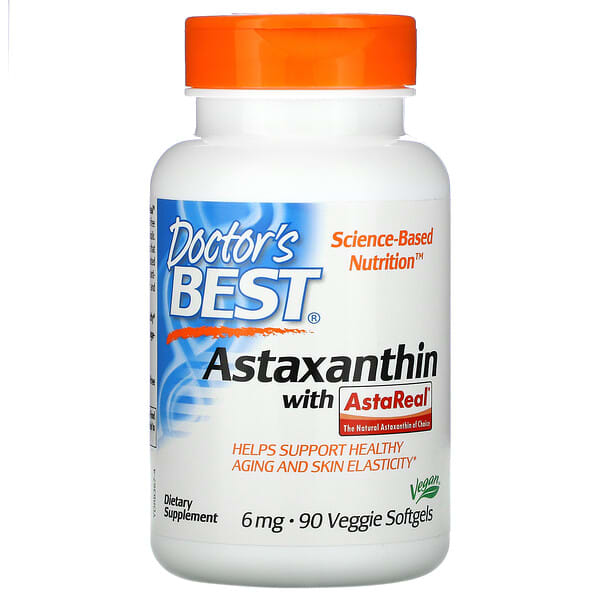 Doctor's
BEST®
Science-Based
Nutrition™
Astaxanthin
with AstaReal®
The Natural Astaxanthin of Choice
HELPS SUPPORT HEALTHY
AGING AND SKIN ELASTICITY*
Vegan
Dietary
Supplement
6 mg • 90 Veggie Softgels